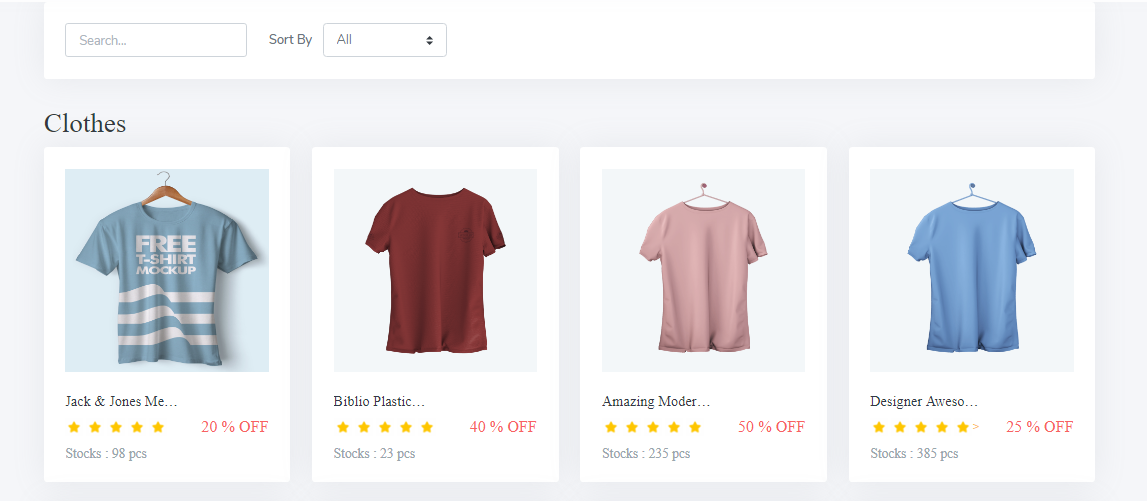 Search...
Sort By
All
Clothes
FREE
T-SHIRT
MOCKUP
Jack & Jones Me...
20 % OFF
Stocks : 98 pcs
Biblio Plastic...
40 % OFF
Stocks : 23 pcs
Amazing Moder...
50 % OFF
Stocks : 235 pcs
Designer Aweso...
>
25 % OFF
Stocks : 385 pcs